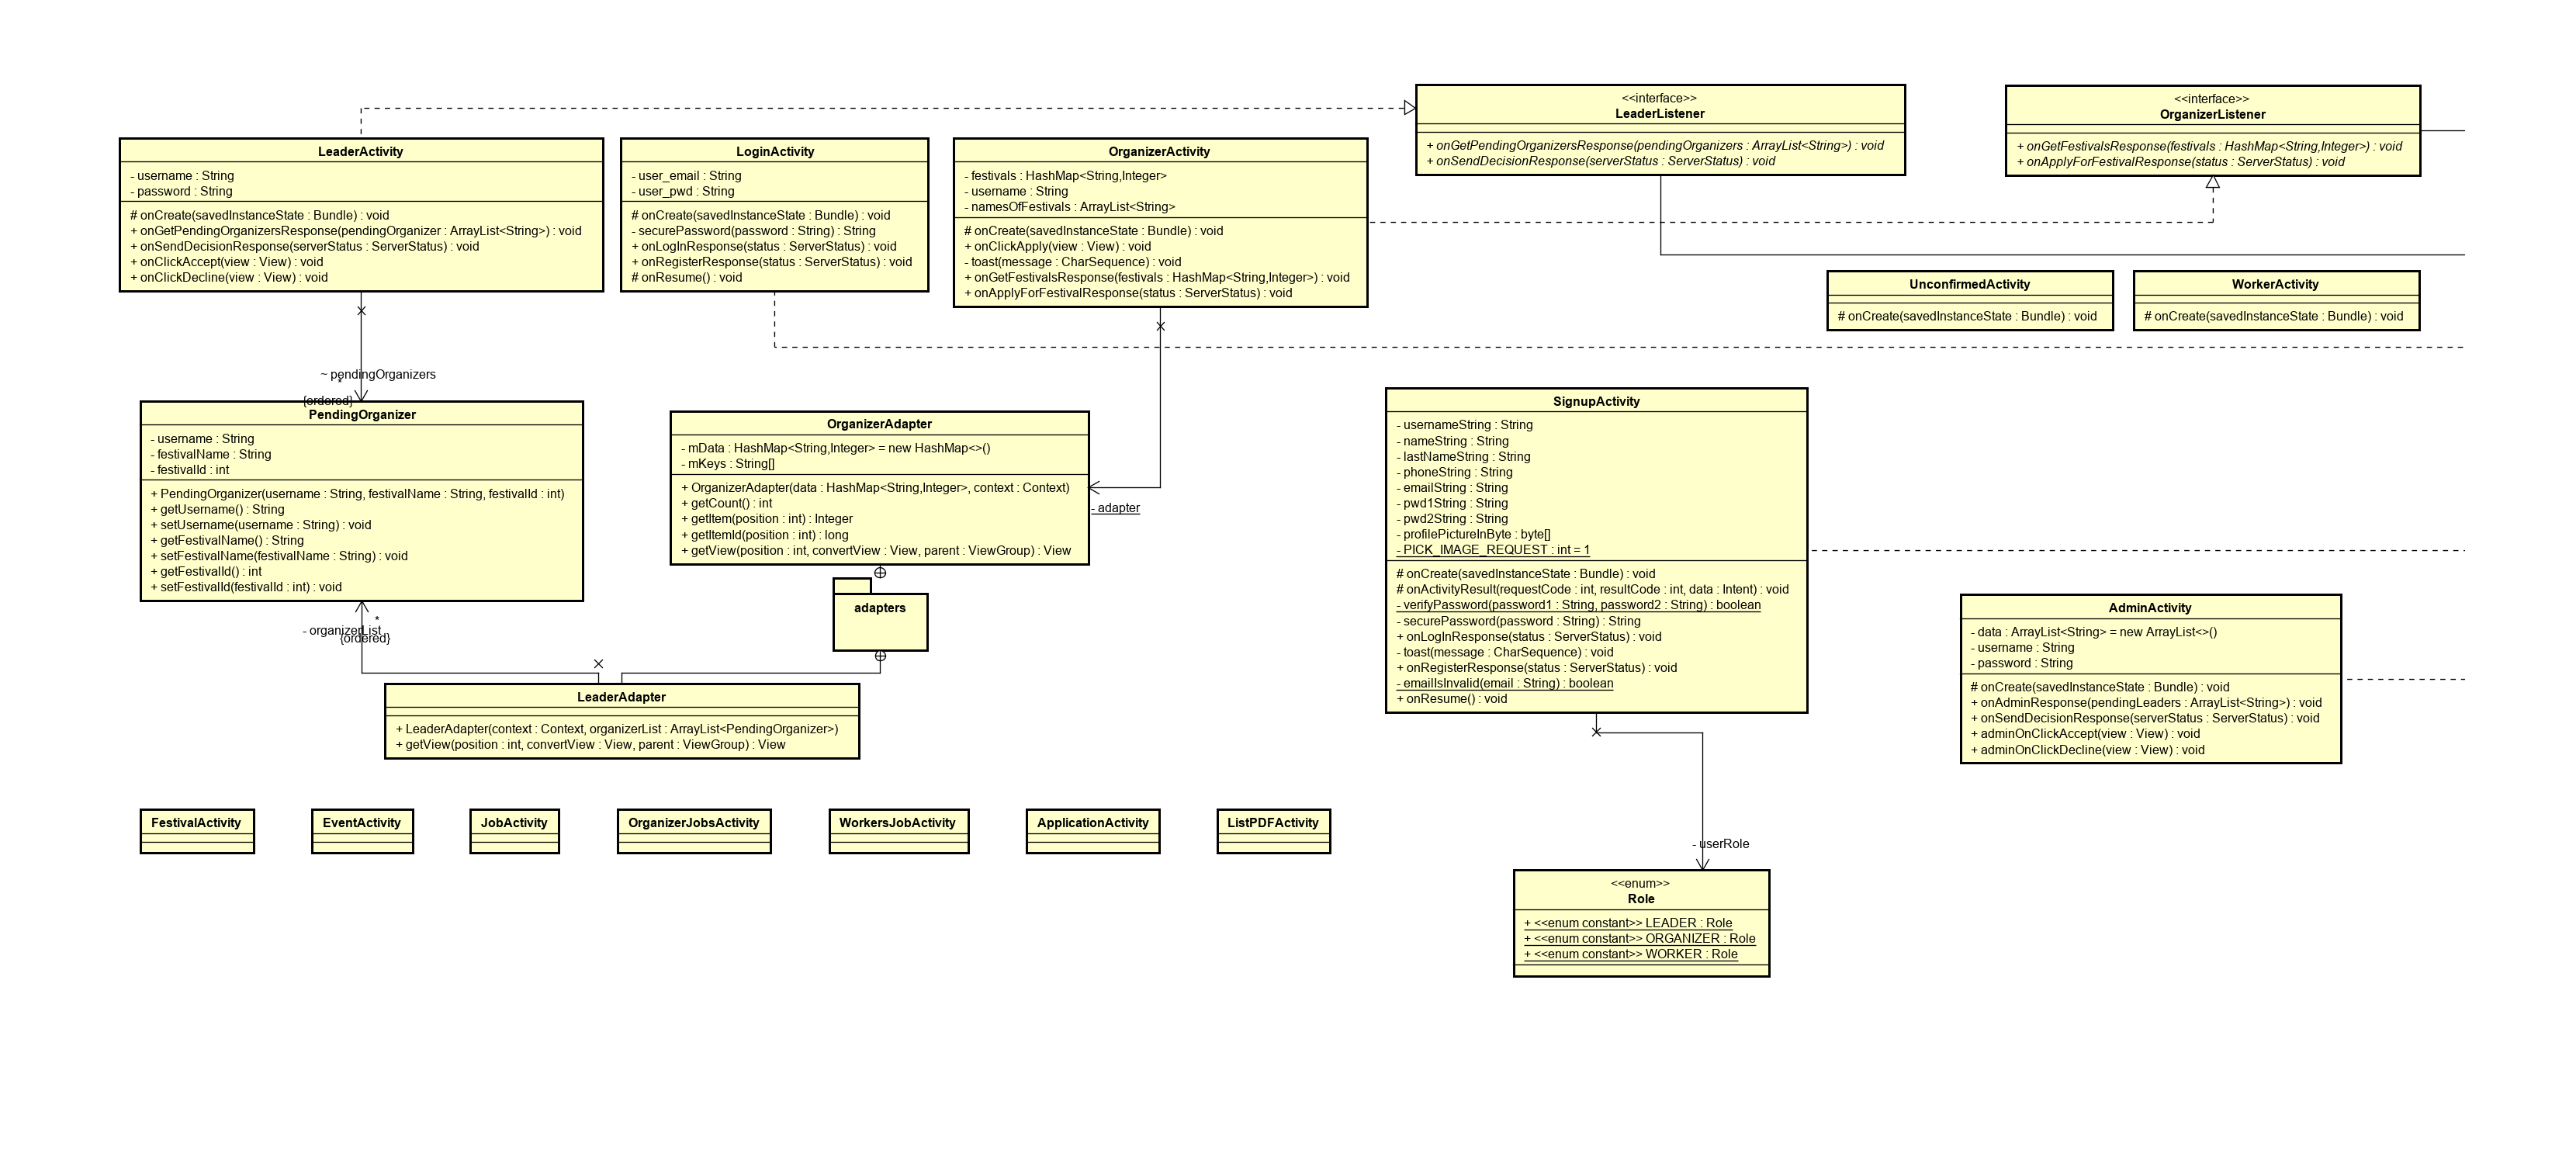 LeaderActivity
- username : String
- password : String
# onCreate(savedInstanceState : Bundle) : void
+ onGetPendingOrganizersResponse(pendingOrganizer : ArrayList<String>) : void
+ onSendDecisionResponse(serverStatus : ServerStatus) : void
+ onClickAccept(view : View) : void
+ onClickDecline(view : View) : void
LoginActivity
- user_email : String
- user_pwd : String
# onCreate(savedInstanceState : Bundle) : void
- securePassword(password : String) : String
+ onLogInResponse(status : ServerStatus) : void
+ onRegisterResponse(status : ServerStatus) : void
# onResume() : void
OrganizerActivity
- festivals : HashMap<String,Integer>
- username : String
- namesOfFestivals : ArrayList<String>
# onCreate(savedInstanceState : Bundle) : void
+ onClickApply(view : View) : void
- toast(message : CharSequence) : void
+ onGetFestivalsResponse(festivals : HashMap<String,Integer>) : void
+ onApplyForFestivalResponse(status : ServerStatus) : void
<<interface>>
LeaderListener
+ onGetPendingOrganizersResponse(pendingOrganizers : ArrayList<String>) : void
+ onSendDecisionResponse(serverStatus : ServerStatus) : void
<<interface>>
OrganizerListener
+ onGetFestivalsResponse(festivals : HashMap<String,Integer>) : void
+ onApplyForFestivalResponse(status : ServerStatus) : void
UnconfirmedActivity
# onCreate(savedInstanceState : Bundle) : void
WorkerActivity
# onCreate(savedInstanceState : Bundle) : void
~ pendingOrganizers
*
{ordered}
PendingOrganizer
- username : String
- festivalName : String
- festivalId : int
+ PendingOrganizer(username : String, festivalName : String, festivalId : int)
+ getUsername() : String
+ setUsername(username : String) : void
+ getFestivalName() : String
+ setFestivalName(festivalName : String) : void
+ getFestivalId() : int
+ setFestivalId(festivalId : int) : void
OrganizerAdapter
- mData : HashMap<String,Integer> = new HashMap<>()
- mKeys : String[]
+ OrganizerAdapter(data : HashMap<String,Integer>, context : Context)
+ getCount() : int
+ getItem(position : int) : Integer
+ getItemId(position : int) : long
+ getView(position : int, convertView : View, parent : ViewGroup) : View
- adapter
adapters
*
- organizerList
{ordered}
LeaderAdapter
+ LeaderAdapter(context : Context, organizerList : ArrayList<PendingOrganizer>)
+ getView(position : int, convertView : View, parent : ViewGroup) : View
SignupActivity
- usernameString : String
- nameString : String
- lastNameString : String
- phoneString : String
- emailString : String
- pwd1String : String
- pwd2String : String
- profilePictureInByte : byte[]
- PICK_IMAGE_REQUEST : int = 1
# onCreate(savedInstanceState : Bundle) : void
# onActivityResult(requestCode : int, resultCode : int, data : Intent) : void
- verifyPassword(password1 : String, password2 : String) : boolean
- securePassword(password : String) : String
+ onLogInResponse(status : ServerStatus) : void
- toast(message : CharSequence) : void
+ onRegisterResponse(status : ServerStatus) : void
- emailIsInvalid(email : String) : boolean
+ onResume() : void
AdminActivity
- data : ArrayList<String> = new ArrayList<>()
- username : String
- password : String
# onCreate(savedInstanceState : Bundle) : void
+ onAdminResponse(pendingLeaders : ArrayList<String>) : void
+ onSendDecisionResponse(serverStatus : ServerStatus) : void
+ adminOnClickAccept(view : View) : void
+ adminOnClickDecline(view : View) : void
FestivalActivity
EventActivity
JobActivity
OrganizerJobsActivity
WorkersJobActivity
ApplicationActivity
ListPDFActivity
- userRole
<<enum>>
Role
+ <<enum constant>> LEADER : Role
+ <<enum constant>> ORGANIZER : Role
+ <<enum constant>> WORKER : Role